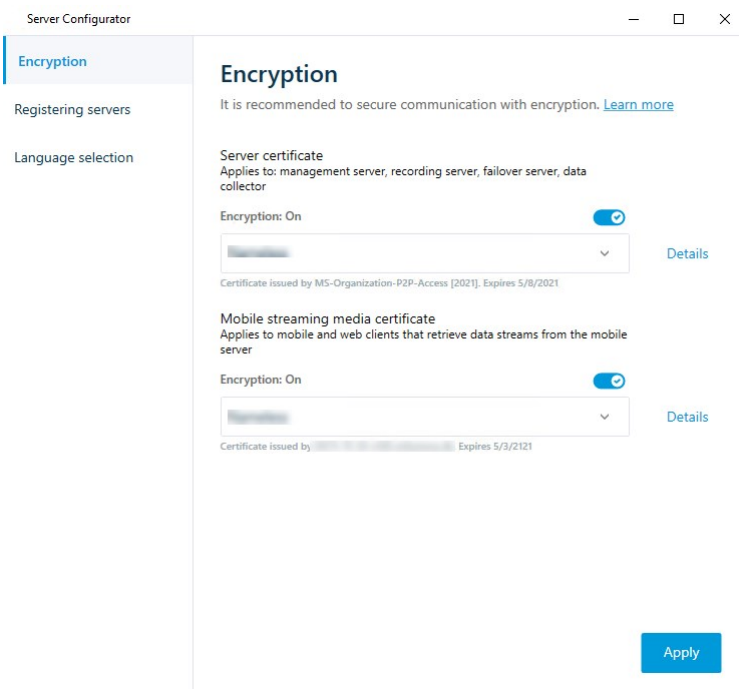 Server Configurator
Encryption
Registering servers
Language selection
Encryption
It is recommended to secure communication with encryption. Learn more
Server certificate
Applies to: management server, recording server, failover server, data
collector
Encryption: On
Details
Certificate issued by MS-Organization-P2P-Access [2021]. Expires 5/8/2021
Mobile streaming media certificate
Applies to mobile and web clients that retrieve data streams from the mobile
server
Encryption: On
Details
Certificate issued by Expires 5/3/2121
Apply